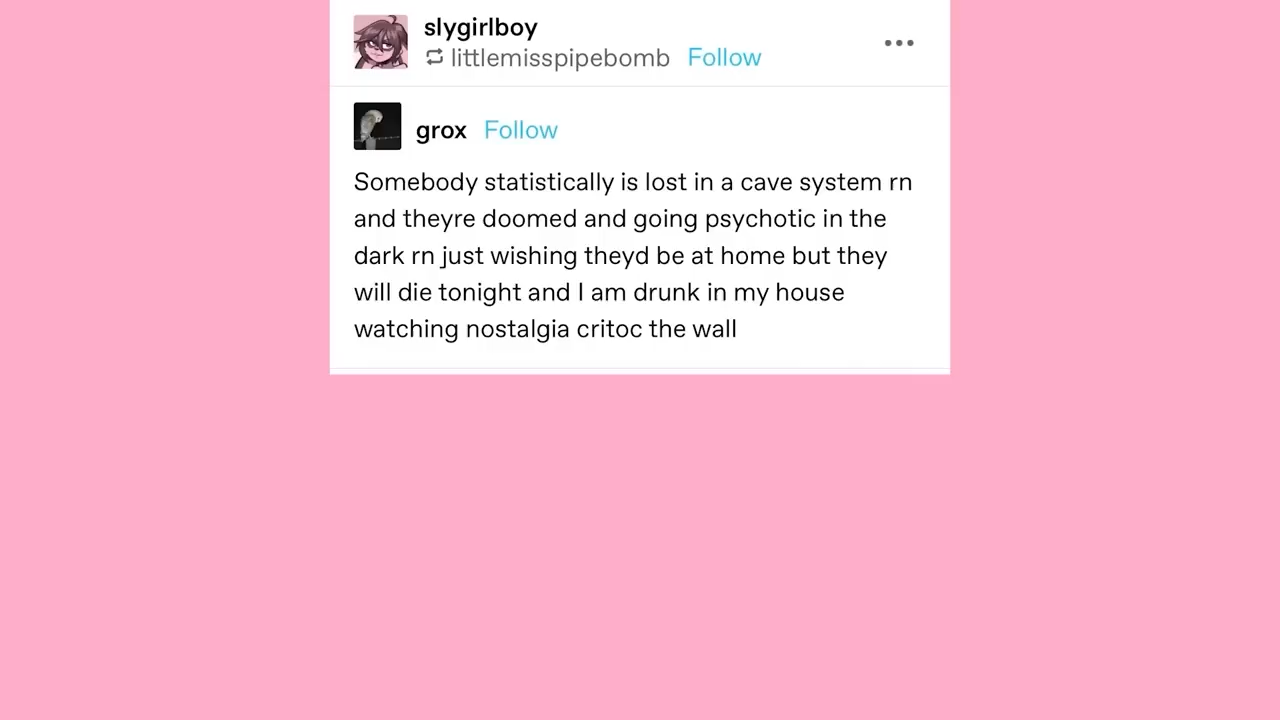 slygirlboy
littlemisspipebomb Follow
grox Follow
Somebody statistically is lost in a cave system rn
and theyre doomed and going psychotic in the
dark rn just wishing theyd be at home but they
will die tonight and I am drunk in my house
watching nostalgia critoc the wall